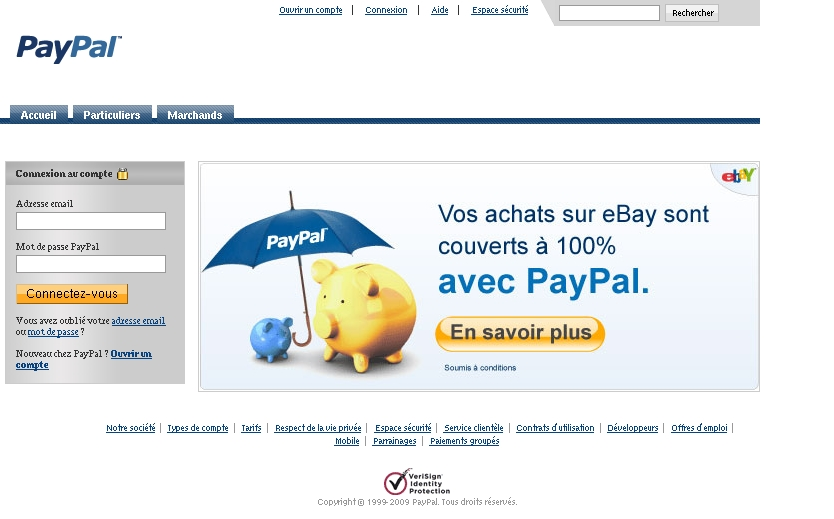 Ouvrir un compte | Connexion | Aide | Espace sécurité
Rechercher
PayPal™
Accueil
Particuliers
Marchands
Connexion au compte
Adresse email
Mot de passe PayPal
Connectez-vous
Vous avez oublié votre adresse email
ou mot de passe ?
Nouveau chez PayPal ? Ouvrir un
compte
ebY
PayPal
Vos achats sur eBay sont
couverts à 100%
avec PayPal.
En savoir plus
Soumis à conditions
Notre société | Types de compte | Tarifs | Respect de la vie privée | Espace sécurité | Service clientèle | Contrats d'utilisation | Développeurs | Offres d'emploi |
Mobile | Parrainages | Paiements groupés
VeriSign
Identity
Protection
Copyright © 1999-2009 PayPal. Tous droits réservés.